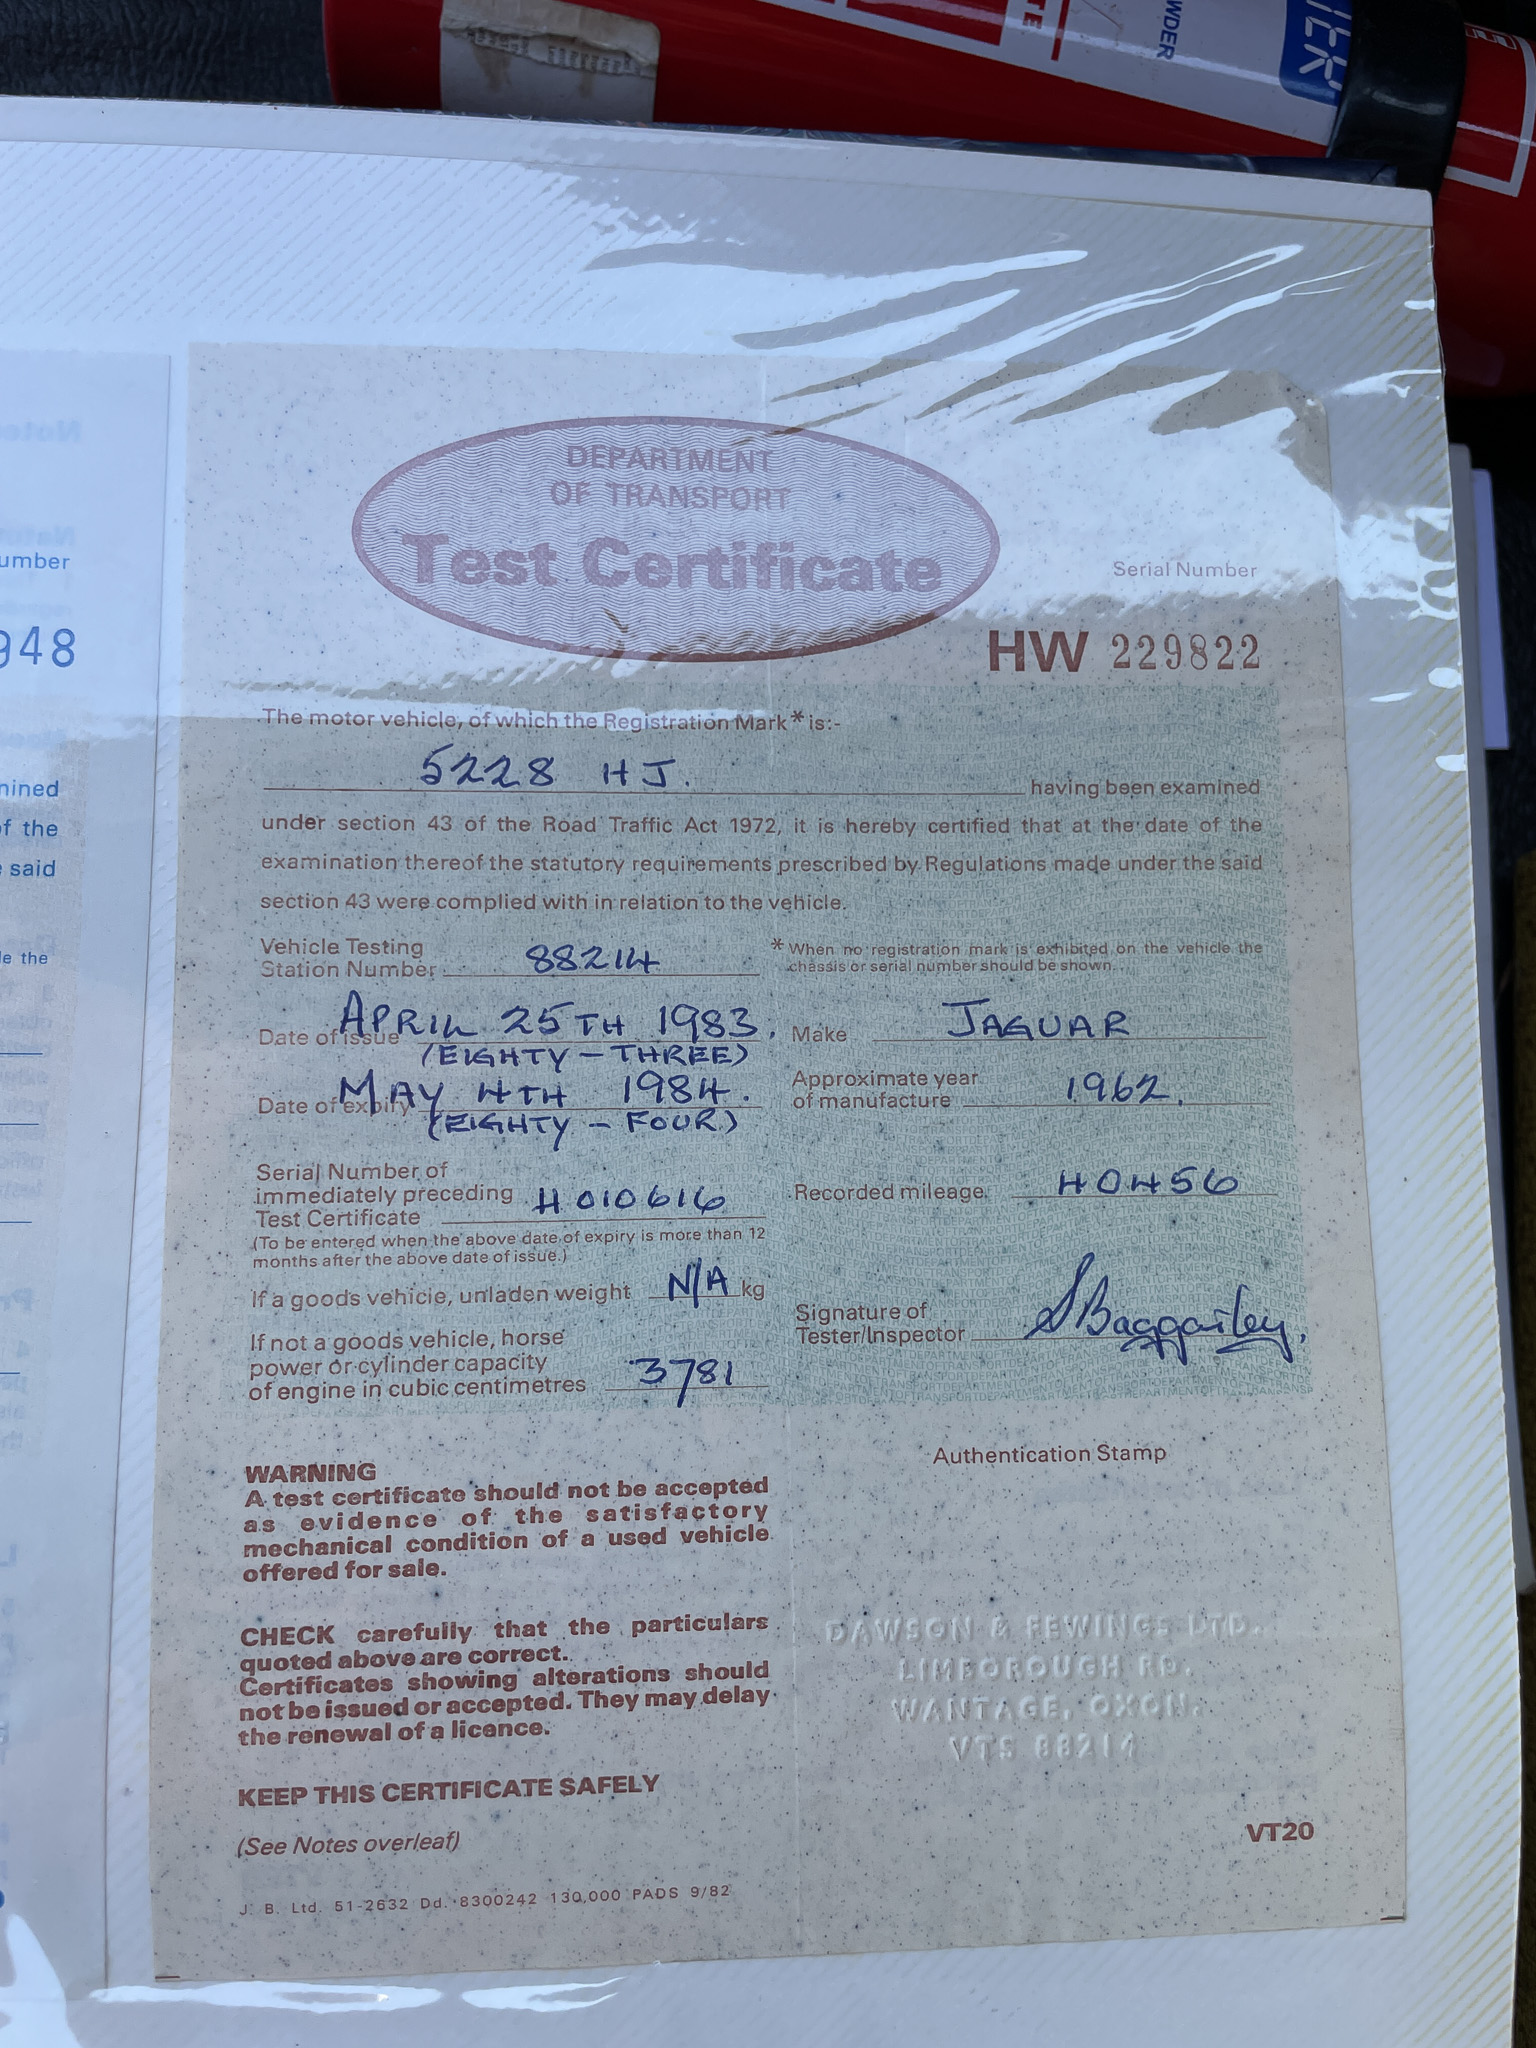 WDER
TE
umber
948
nined
f the
said
le the
DEPARTMENT
OF TRANSPORT
Test Certificate
Serial Number
HW 229822
The motor vehicle, of which the Registration Mark * is:-
5228 HJ. having been examined
under section 43 of the Road Traffic Act 1972, it is hereby certified that at the date of the
examination thereof the statutory requirements prescribed by Regulations made under the said
section 43 were complied with in relation to the vehicle.
Vehicle Testing
Station Number 88214
* When no registration mark is exhibited on the vehicle the
chassis or serial number should be shown.
Date of issue APRIL 25TH 1983.
(EIGHTY-THREE)
Make JAGUAR
Date of expiry MAY 4TH 1984.
(EIGHTY-FOUR)
Approximate year
of manufacture 1962.
Serial Number of
immediately preceding
Test Certificate H010616
(To be entered when the above date of expiry is more than 12
months after the above date of issue.)
Recorded mileage 40456
If a goods vehicle, unladen weight N/A kg
If not a goods vehicle, horse
power or cylinder capacity
of engine in cubic centimetres 3781
Signature of
Tester/Inspector S Baggarley.
WARNING
A test certificate should not be accepted
as evidence of the satisfactory
mechanical condition of a used vehicle
offered for sale.
CHECK carefully that the particulars
quoted above are correct.
Certificates showing alterations should
not be issued or accepted. They may delay
the renewal of a licence.
KEEP THIS CERTIFICATE SAFELY
(See Notes overleaf)
J. B. Ltd. 51-2632 Dd. 8300242 130,000 PADS 9/82
Authentication Stamp
DAWSON & FEWINGS LTD.
LIMBOROUGH RD.
WANTAGE, OXON.
VTS 88214
VT20